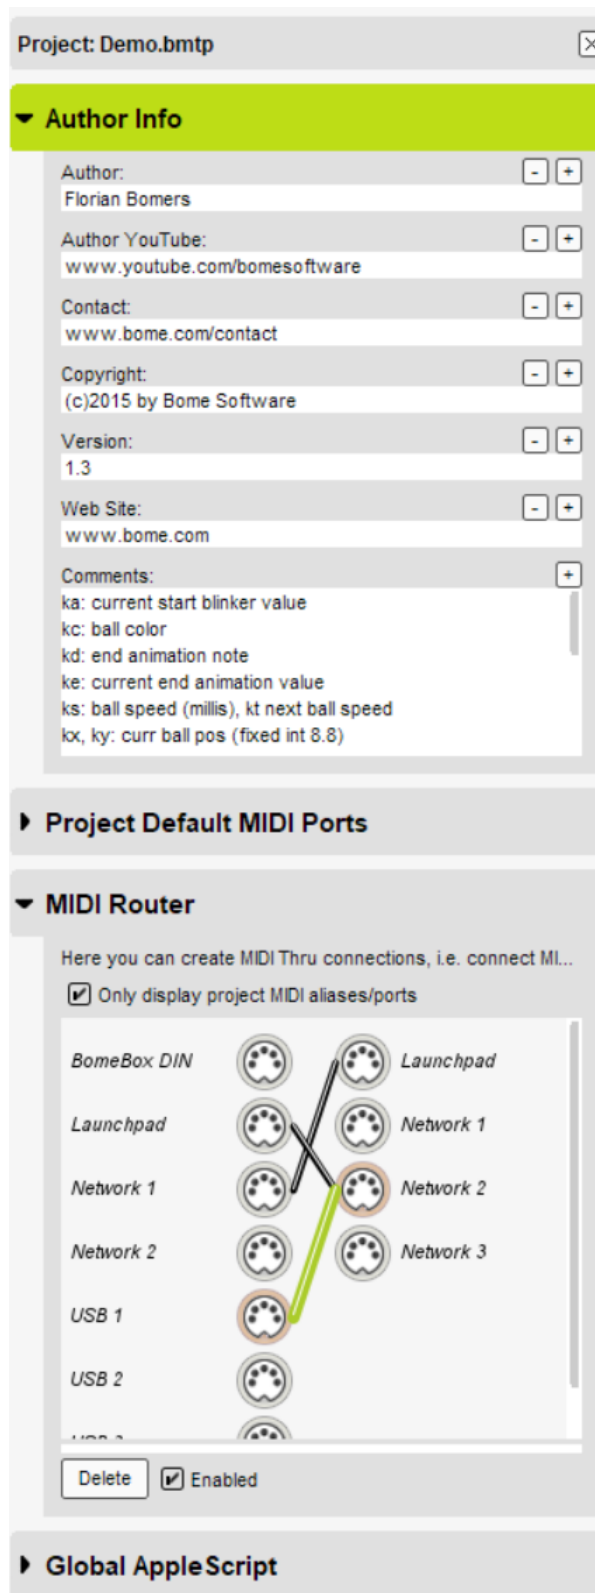 Project: Demo.bmtp
Author Info
Author:
- +
Florian Bomers
Author YouTube:
- +
www.youtube.com/bomesoftware
Contact:
- +
www.bome.com/contact
Copyright:
- +
(c)2015 by Bome Software
Version:
- +
1.3
Web Site:
- +
www.bome.com
Comments:
+
ka: current start blinker value
kc: ball color
kd: end animation note
ke: current end animation value
ks: ball speed (millis), kt next ball speed
kx, ky: curr ball pos (fixed int 8.8)
Project Default MIDI Ports
MIDI Router
Here you can create MIDI Thru connections, i.e. connect MI...
Only display project MIDI aliases/ports
BomeBox DIN
Launchpad
Launchpad
Network 1
Network 1
Network 2
Network 2
Network 3
USB 1
USB 2
Delete
Enabled
Global AppleScript